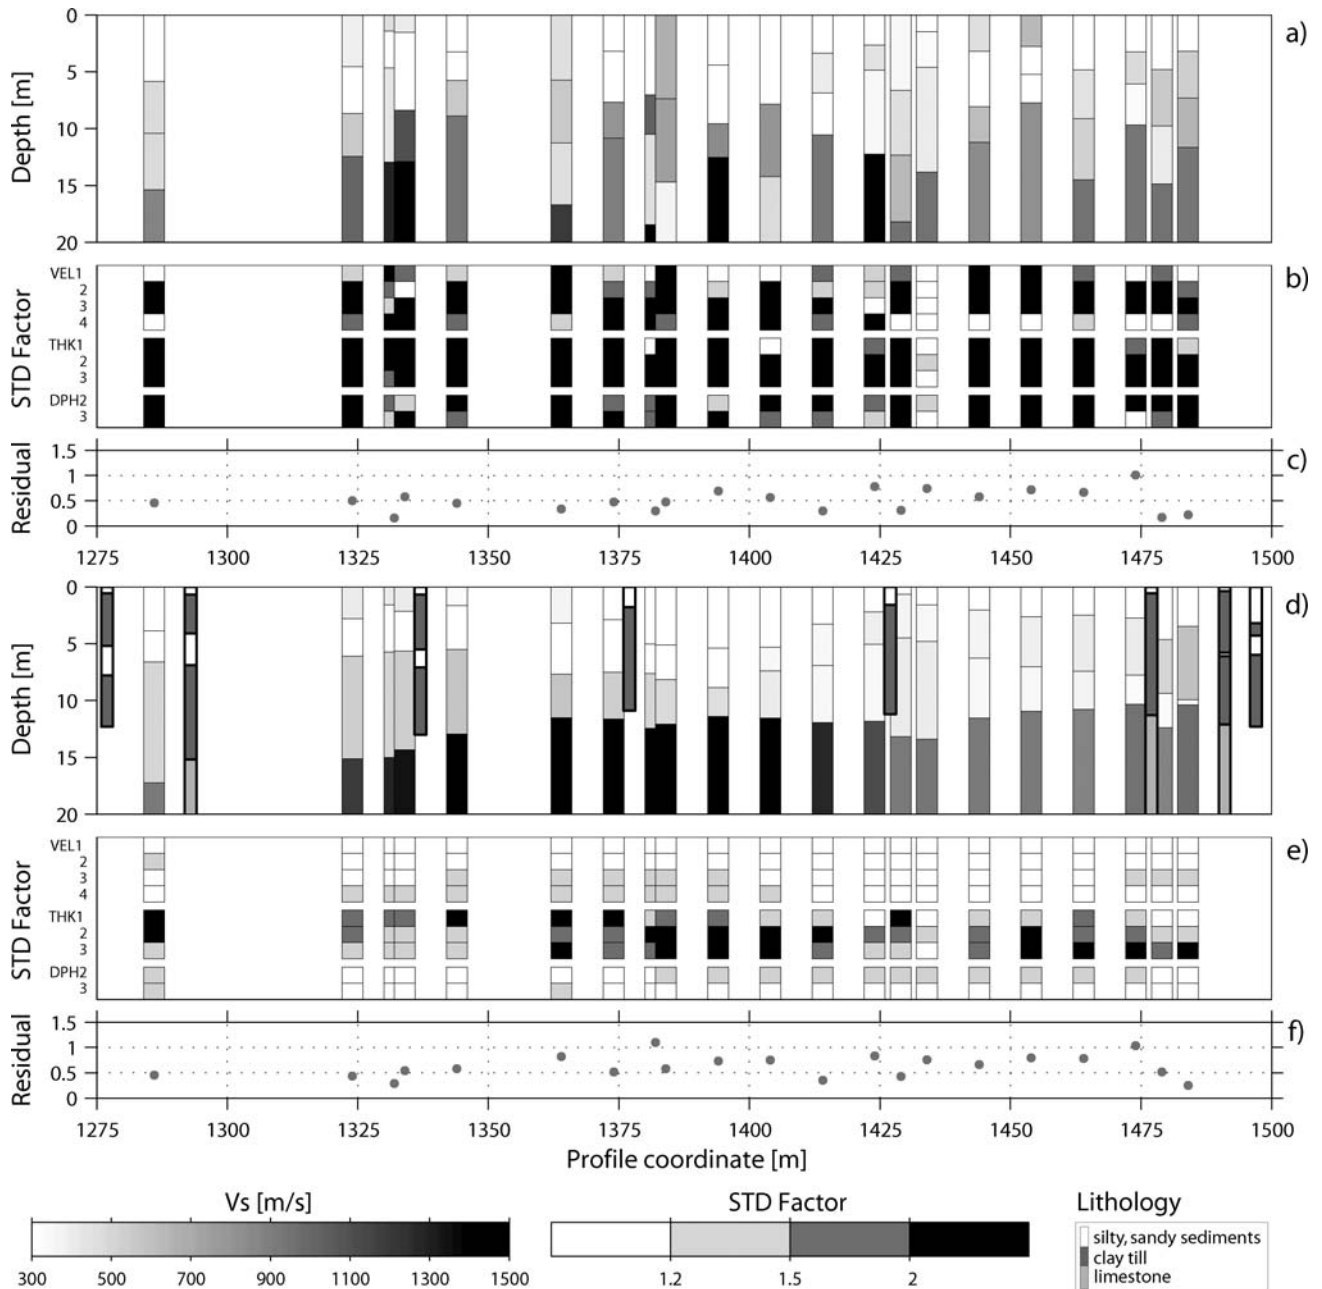 0
a)
5
10
15
20
Depth [m]
VEL1
2
3
4
THK1
2
3
DPH2
3
STD Factor
b)
1.5
1
0.5
0
Residual
c)
1275 1300 1325 1350 1375 1400 1425 1450 1475 1500
0
d)
5
10
15
20
Depth [m]
VEL1
2
3
4
THK1
2
3
DPH2
3
STD Factor
e)
1.5
1
0.5
0
Residual
f)
1275 1300 1325 1350 1375 1400 1425 1450 1475 1500
Profile coordinate [m]
Vs [m/s]
300 500 700 900 1100 1300 1500
STD Factor
1.2 1.5 2
Lithology
silty, sandy sediments
clay till
limestone